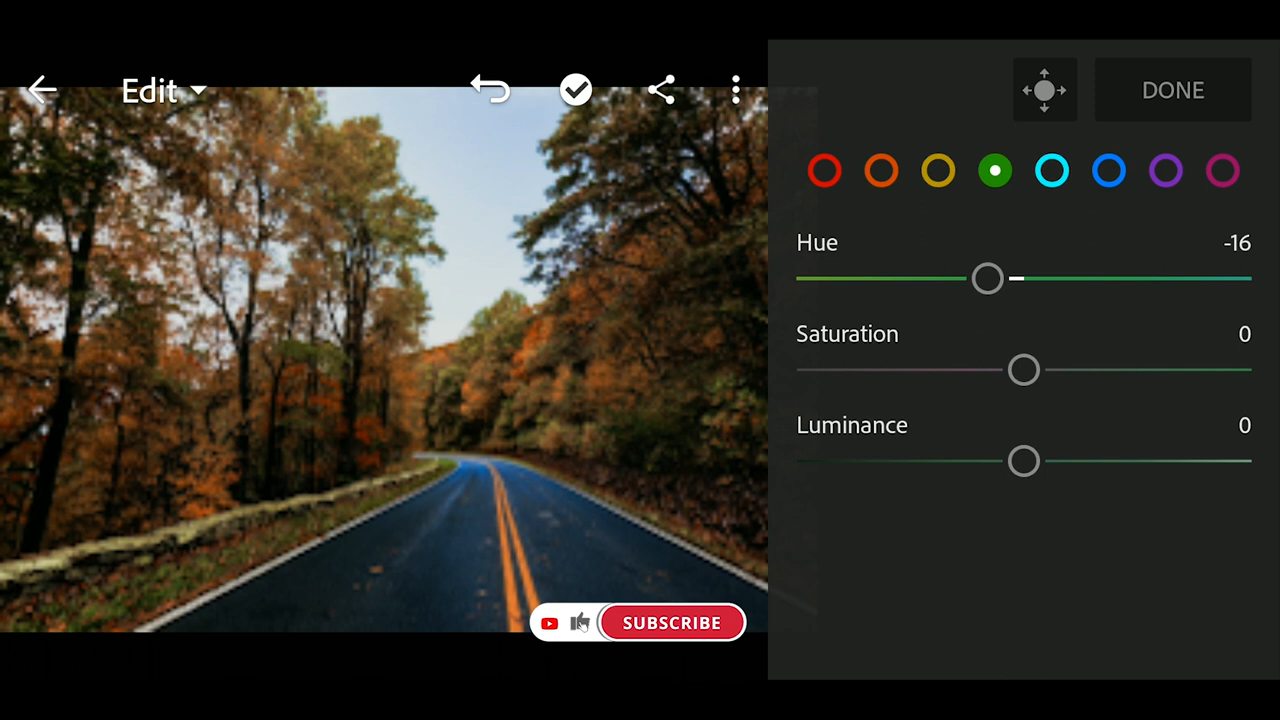 Edit
DONE
Hue -16
Saturation 0
Luminance 0
SUBSCRIBE